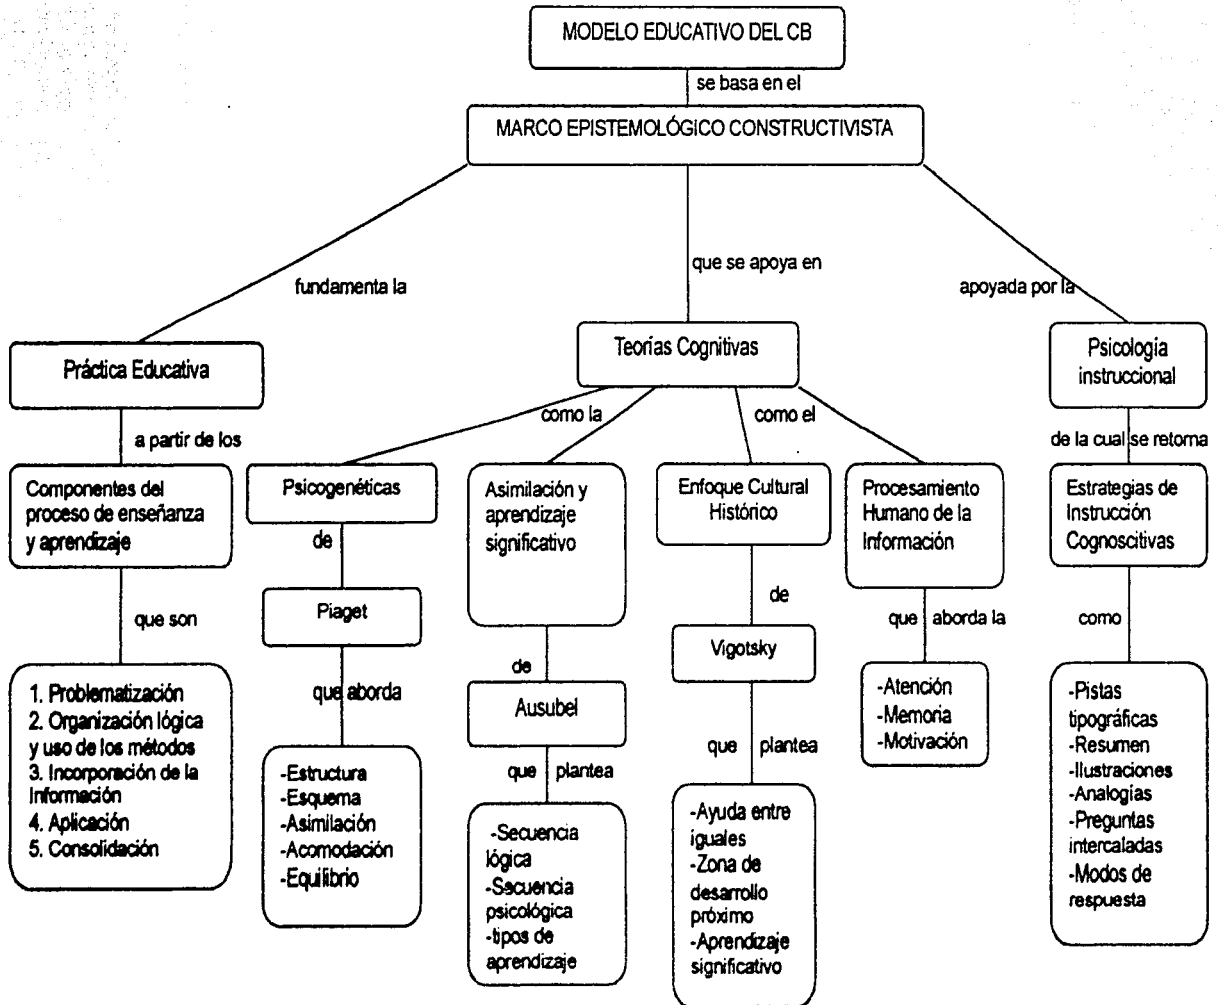 MODELO EDUCATIVO DEL CB
se basa en el
MARCO EPISTEMOLÓGICO CONSTRUCTIVISTA
fundamenta la
que se apoya en
apoyada por la
Práctica Educativa
Teorías Cognitivas
Psicología
instruccional
a partir de los
como la
como el
de la cual se retoma
Componentes del
proceso de enseñanza
y aprendizaje
Psicogenéticas
Asimilación y
aprendizaje
significativo
Enfoque Cultural
Histórico
Procesamiento
Humano de la
Información
Estrategias de
Instrucción
Cognoscitivas
que son
de
Piaget
que aborda
de
Ausubel
que plantea
de
Vigotsky
que plantea
que aborda la
como
1. Problematización
2. Organización lógica
y uso de los métodos
3. Incorporación de la
Información
4. Aplicación
5. Consolidación
-Estructura
-Esquema
-Asimilación
-Acomodación
-Equilibrio
-Secuencia
lógica
-Secuencia
psicológica
-tipos de
aprendizaje
-Ayuda entre
iguales
-Zona de
desarrollo
próximo
-Aprendizaje
significativo
-Atención
-Memoria
-Motivación
-Pistas
tipográficas
-Resumen
-Ilustraciones
-Analogías
-Preguntas
intercaladas
-Modos de
respuesta